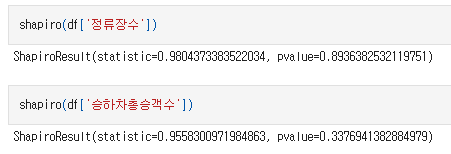 shapiro(df['정류장수'])
ShapiroResult(statistic=0.9804373383522034, pvalue=0.8936382532119751)
shapiro(df['승하차총승객수'])
ShapiroResult(statistic=0.9558300971984863, pvalue=0.3376941382884979)